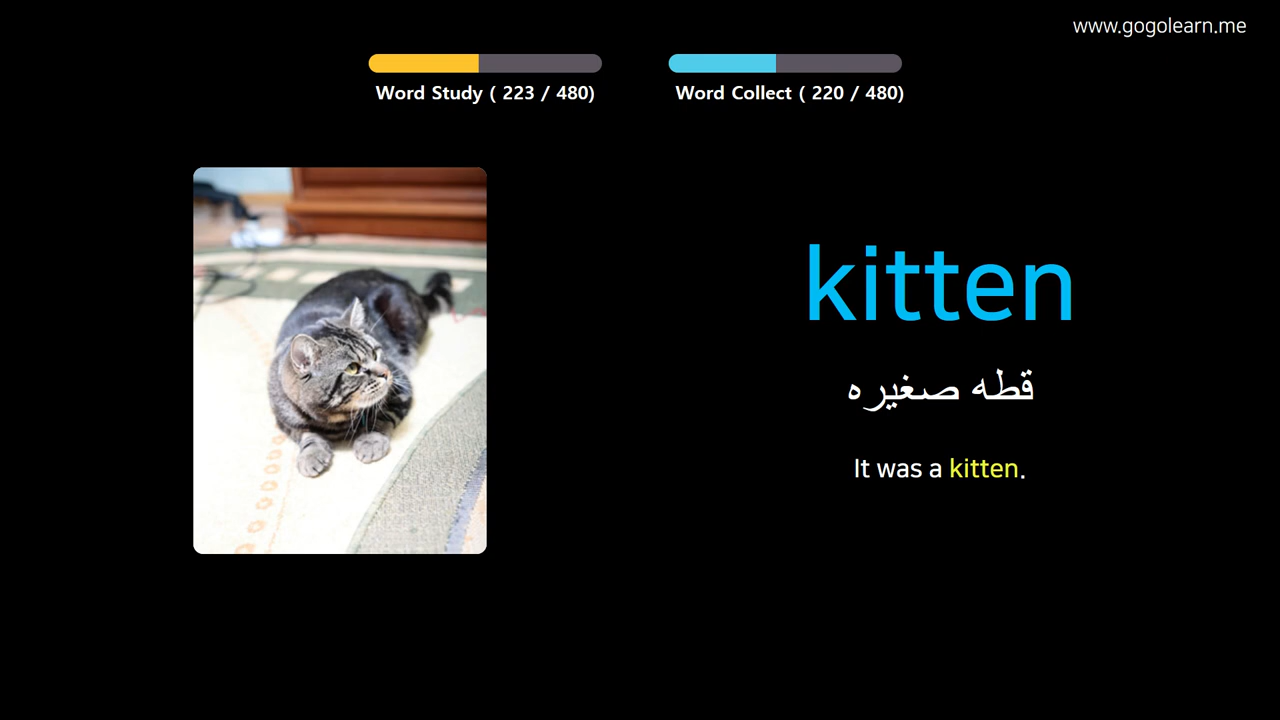 www.gogolearn.me
Word Study ( 223 / 480)
Word Collect ( 220 / 480)
kitten
قطه صغيره
It was a kitten.